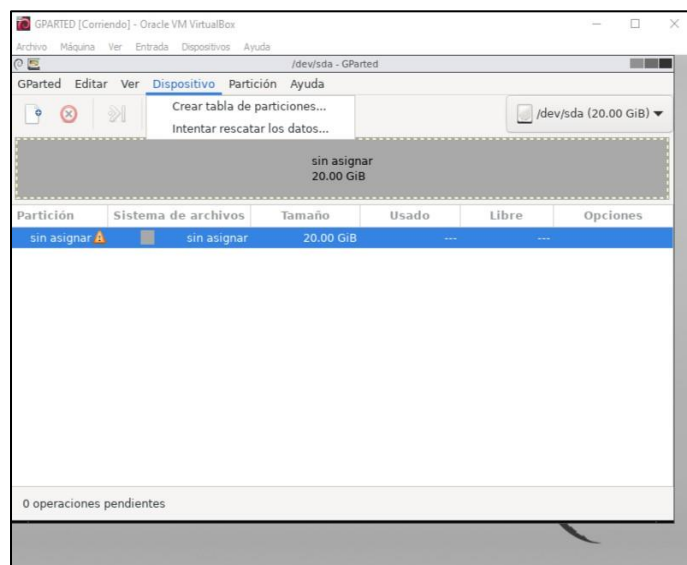 GPARTED [Corriendo] - Oracle VM VirtualBox
Archivo Máquina Ver Entrada Dispositivos Ayuda
/dev/sda - GParted
GParted Editar Ver Dispositivo Partición Ayuda
Crear tabla de particiones...
Intentar rescatar los datos...
/dev/sda (20.00 GiB)
sin asignar
20.00 GiB
Partición Sistema de archivos Tamaño Usado Libre Opciones
sin asignar sin asignar 20.00 GiB --- ---
0 operaciones pendientes